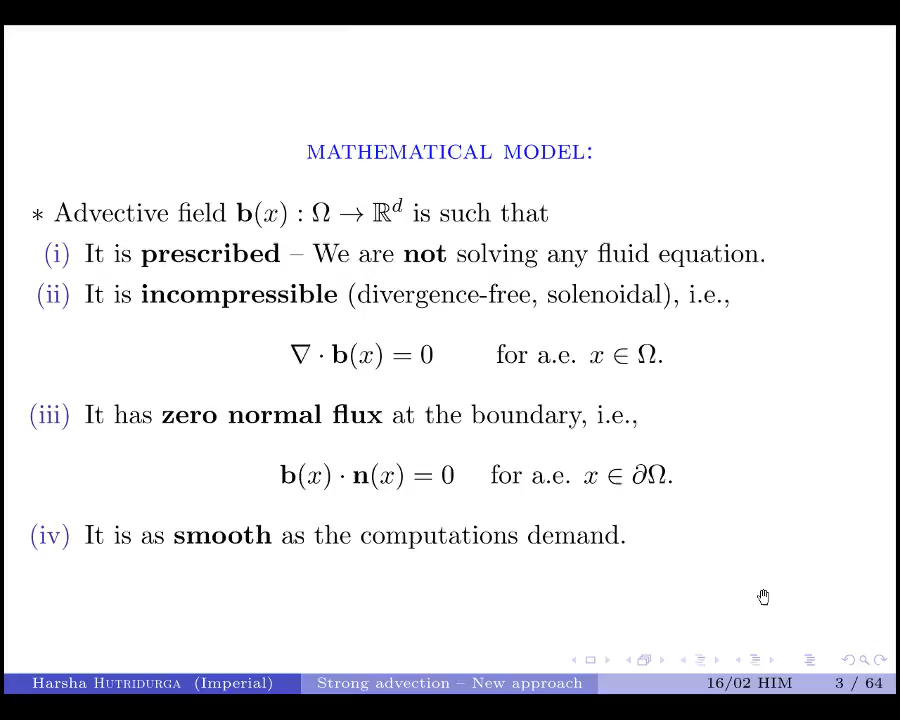 MATHEMATICAL MODEL:
∗ Advective field b(x) : Ω → ℝᵈ is such that
(i) It is prescribed – We are not solving any fluid equation.
(ii) It is incompressible (divergence-free, solenoidal), i.e.,
∇ · b(x) = 0 for a.e. x ∈ Ω.
(iii) It has zero normal flux at the boundary, i.e.,
b(x) · n(x) = 0 for a.e. x ∈ ∂Ω.
(iv) It is as smooth as the computations demand.
Harsha HUTRIDURGA (Imperial) Strong advection – New approach 16/02 HIM 3 / 64